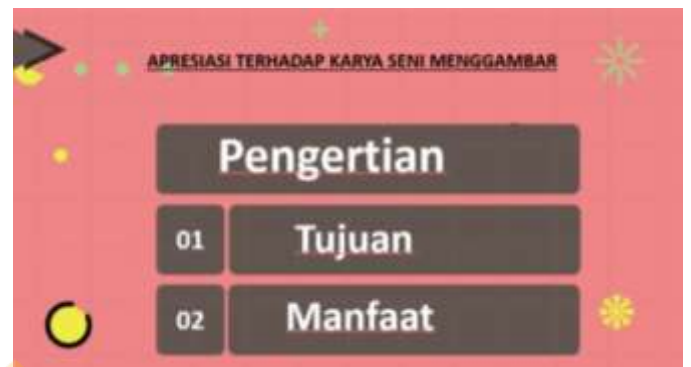 APRESIASI TERHADAP KARYA SENI MENGGAMBAR
Pengertian
01 Tujuan
02 Manfaat